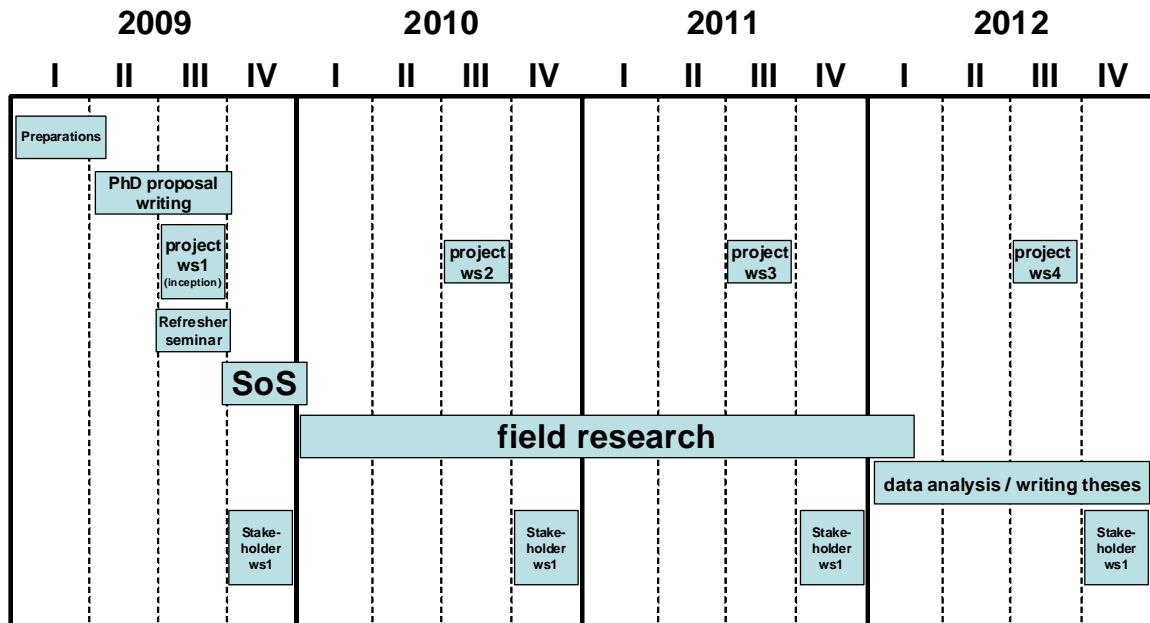 2009 2010 2011 2012
I II III IV I II III IV I II III IV I II III IV
Preparations
PhD proposal
writing
project
ws1
(inception)
project
ws2
project
ws3
project
ws4
Refresher
seminar
SoS
field research
data analysis / writing theses
Stake-
holder
ws1
Stake-
holder
ws1
Stake-
holder
ws1
Stake-
holder
ws1